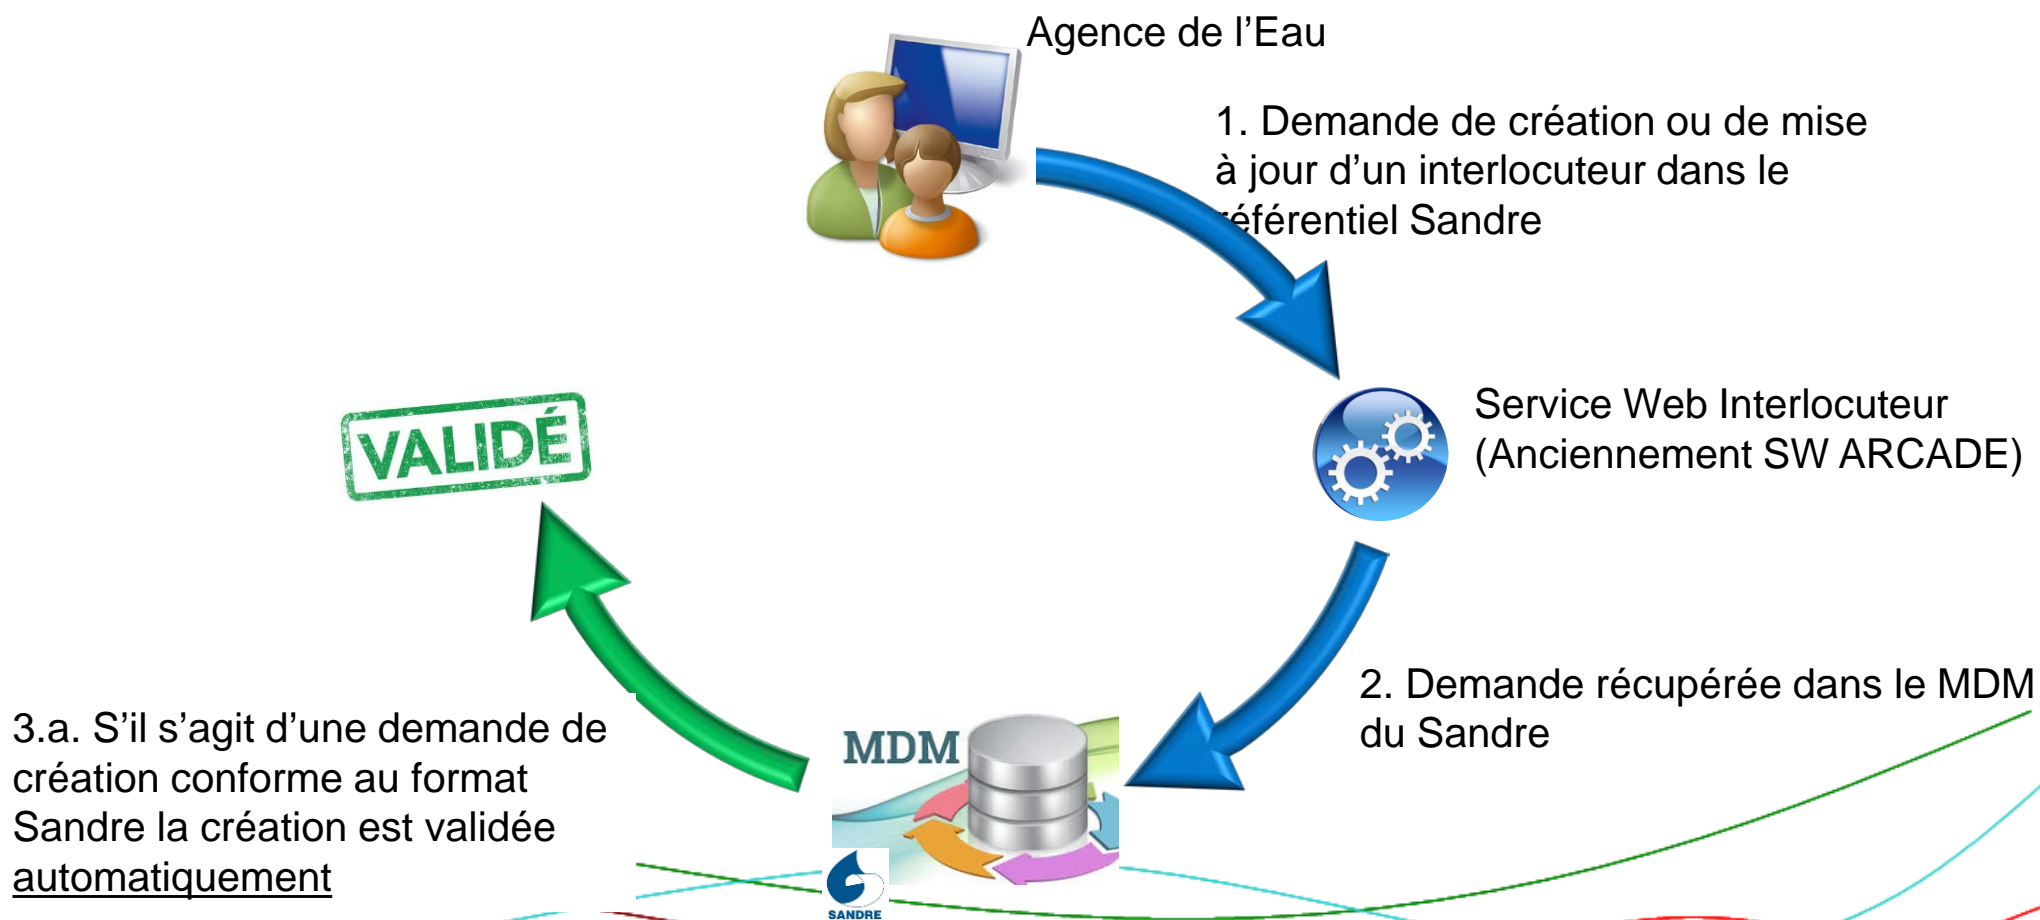 Agence de l’Eau
1. Demande de création ou de mise
à jour d’un interlocuteur dans le
référentiel Sandre
Service Web Interlocuteur
(Anciennement SW ARCADE)
VALIDÉ
2. Demande récupérée dans le MDM
du Sandre
MDM
3.a. S’il s’agit d’une demande de
création conforme au format
Sandre la création est validée
automatiquement
SANDRE